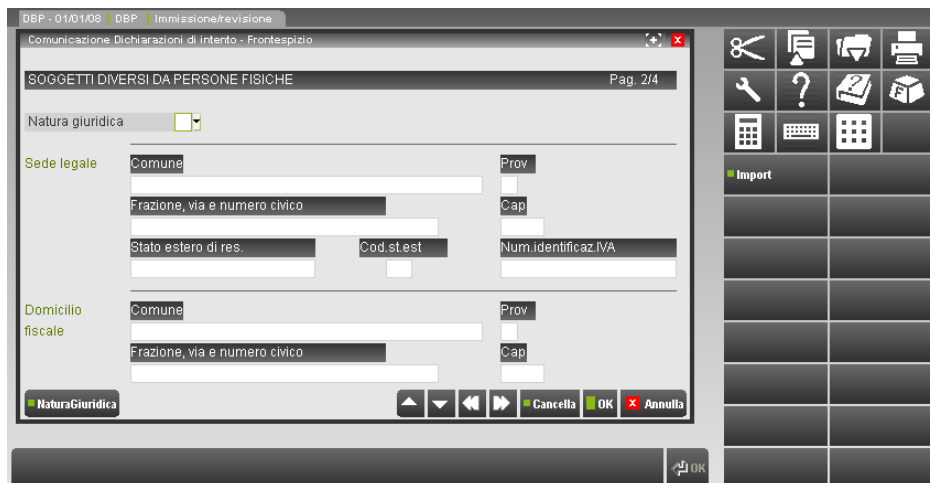 DBP - 01/01/08 DBP Immissione/revisione
Comunicazione Dichiarazioni di intento - Frontespizio
SOGGETTI DIVERSI DA PERSONE FISICHE Pag. 2/4
Natura giuridica
Sede legale Comune Prov
Frazione, via e numero civico Cap
Stato estero di res. Cod.st.est Num.identificaz.IVA
Domicilio Comune Prov
fiscale
Frazione, via e numero civico Cap
NaturaGiuridica Cancella OK X Annulla
OK
Import